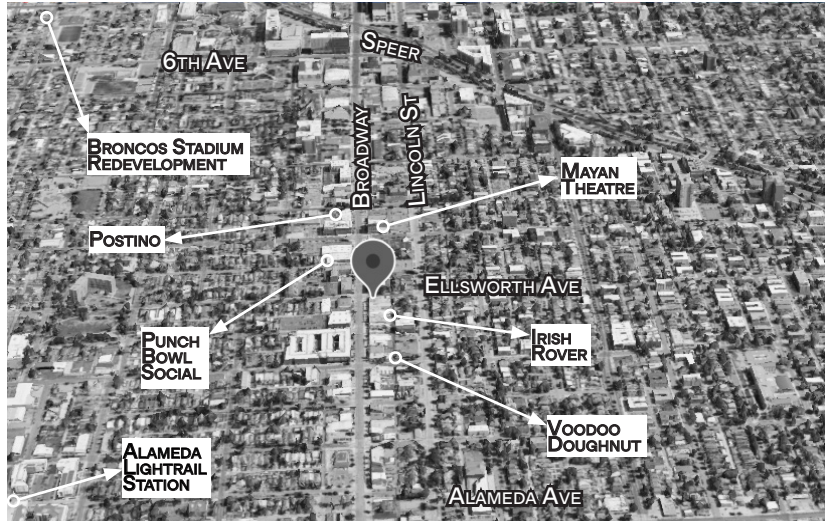 SPEER
6TH AVE
BROADWAY
LINCOLN ST
BRONCOS STADIUM
REDEVELOPMENT
MAYAN
THEATRE
POSTINO
ELLSWORTH AVE
PUNCH
BOWL
SOCIAL
IRISH
ROVER
VOODOO
DOUGHNUT
ALAMEDA
LIGHTRAIL
STATION
ALAMEDA AVE